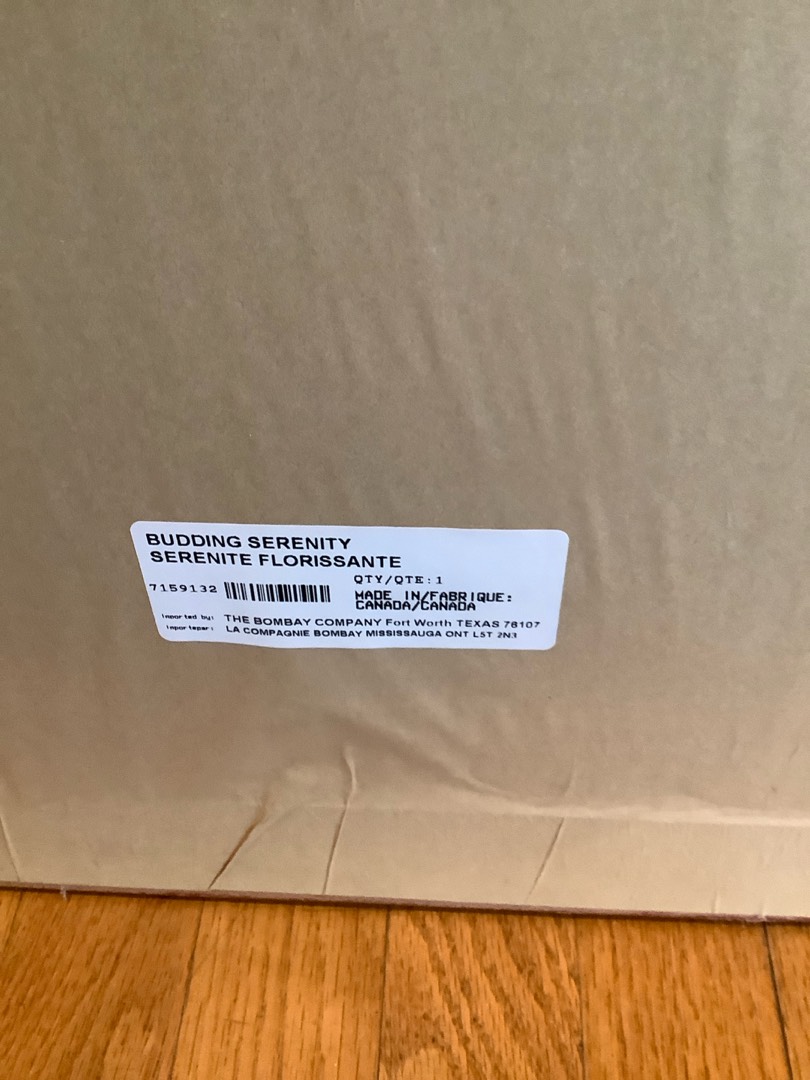 BUDDING SERENITY
SERENITE FLORISSANTE
QTY/QTE:1
7159132
MADE IN/FABRIQUE:
CANADA/CANADA
Imported by: THE BOMBAY COMPANY Fort Worth TEXAS 76107
Importepar: LA COMPAGNIE BOMBAY MISSISSAUGA ONT L5T 2N3